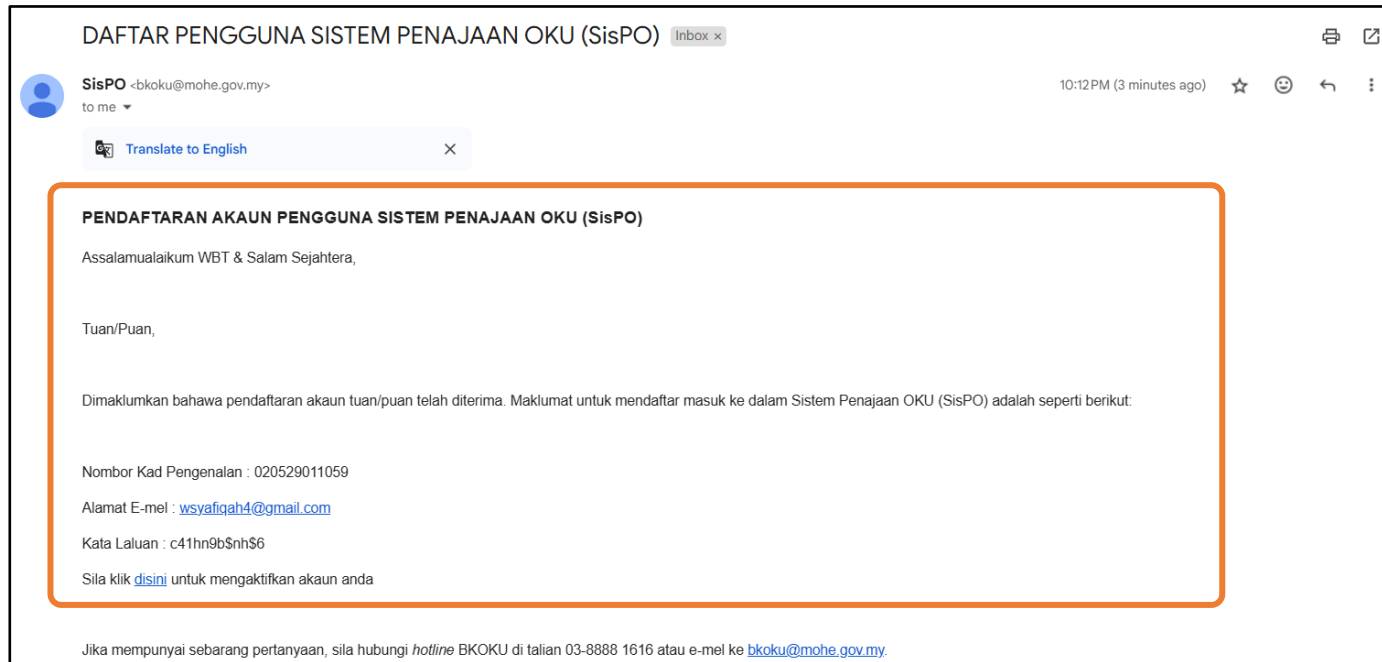 DAFTAR PENGGUNA SISTEM PENAJAAN OKU (SisPO) Inbox x
SisPO <bkoku@mohe.gov.my> 10:12 PM (3 minutes ago)
to me
Translate to English
PENDAFTARAN AKAUN PENGGUNA SISTEM PENAJAAN OKU (SisPO)
Assalamualaikum WBT & Salam Sejahtera,
Tuan/Puan,
Dimaklumkan bahawa pendaftaran akaun tuan/puan telah diterima. Maklumat untuk mendaftar masuk ke dalam Sistem Penajaan OKU (SisPO) adalah seperti berikut:
Nombor Kad Pengenalan : 020529011059
Alamat E-mel : wsyafiqah4@gmail.com
Kata Laluan : c41hn9b$nh$6
Sila klik disini untuk mengaktifkan akaun anda
Jika mempunyai sebarang pertanyaan, sila hubungi hotline BKOKU di talian 03-8888 1616 atau e-mel ke bkoku@mohe.gov.my.